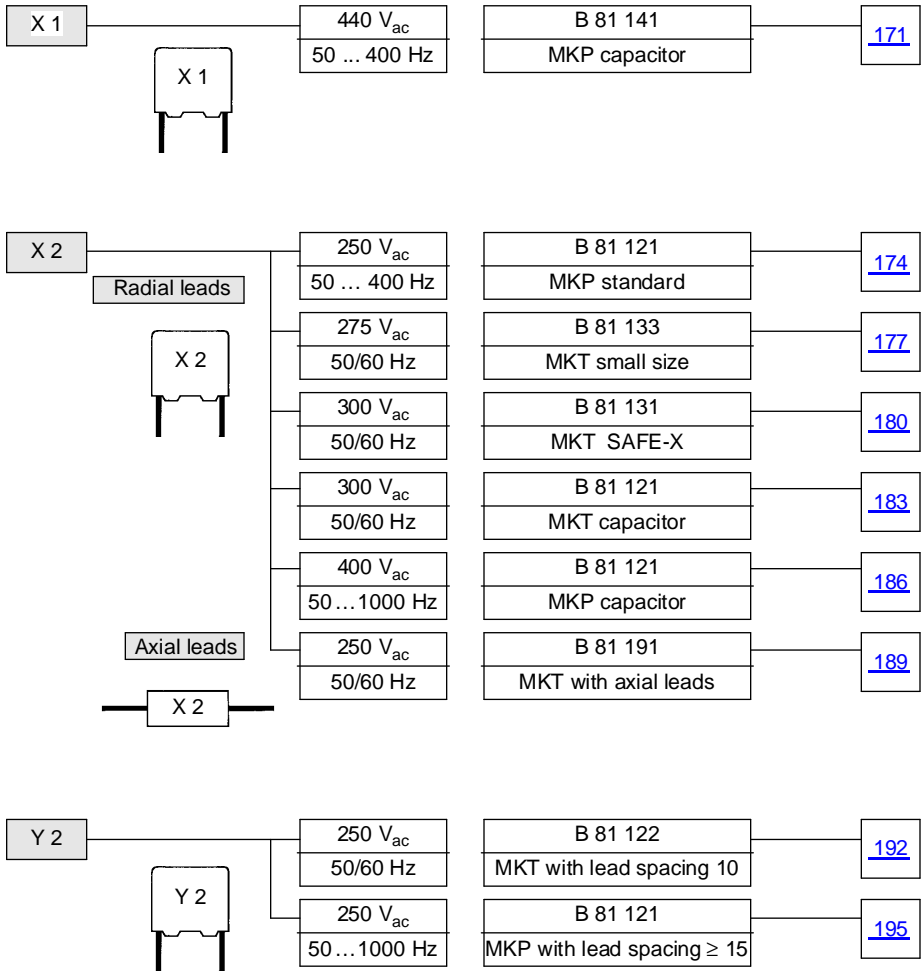 X 1 440 Vac B 81 141 171
50 ... 400 Hz MKP capacitor
X 1
X 2 250 Vac B 81 121 174
50 … 400 Hz MKP standard
Radial leads
275 Vac B 81 133 177
X 2 50/60 Hz MKT small size
300 Vac B 81 131 180
50/60 Hz MKT SAFE-X
300 Vac B 81 121 183
50/60 Hz MKT capacitor
400 Vac B 81 121 186
50…1000 Hz MKP capacitor
Axial leads 250 Vac B 81 191 189
50/60 Hz MKT with axial leads
X 2
Y 2 250 Vac B 81 122 192
50/60 Hz MKT with lead spacing 10
Y 2 250 Vac B 81 121 195
50…1000 Hz MKP with lead spacing ≥ 15